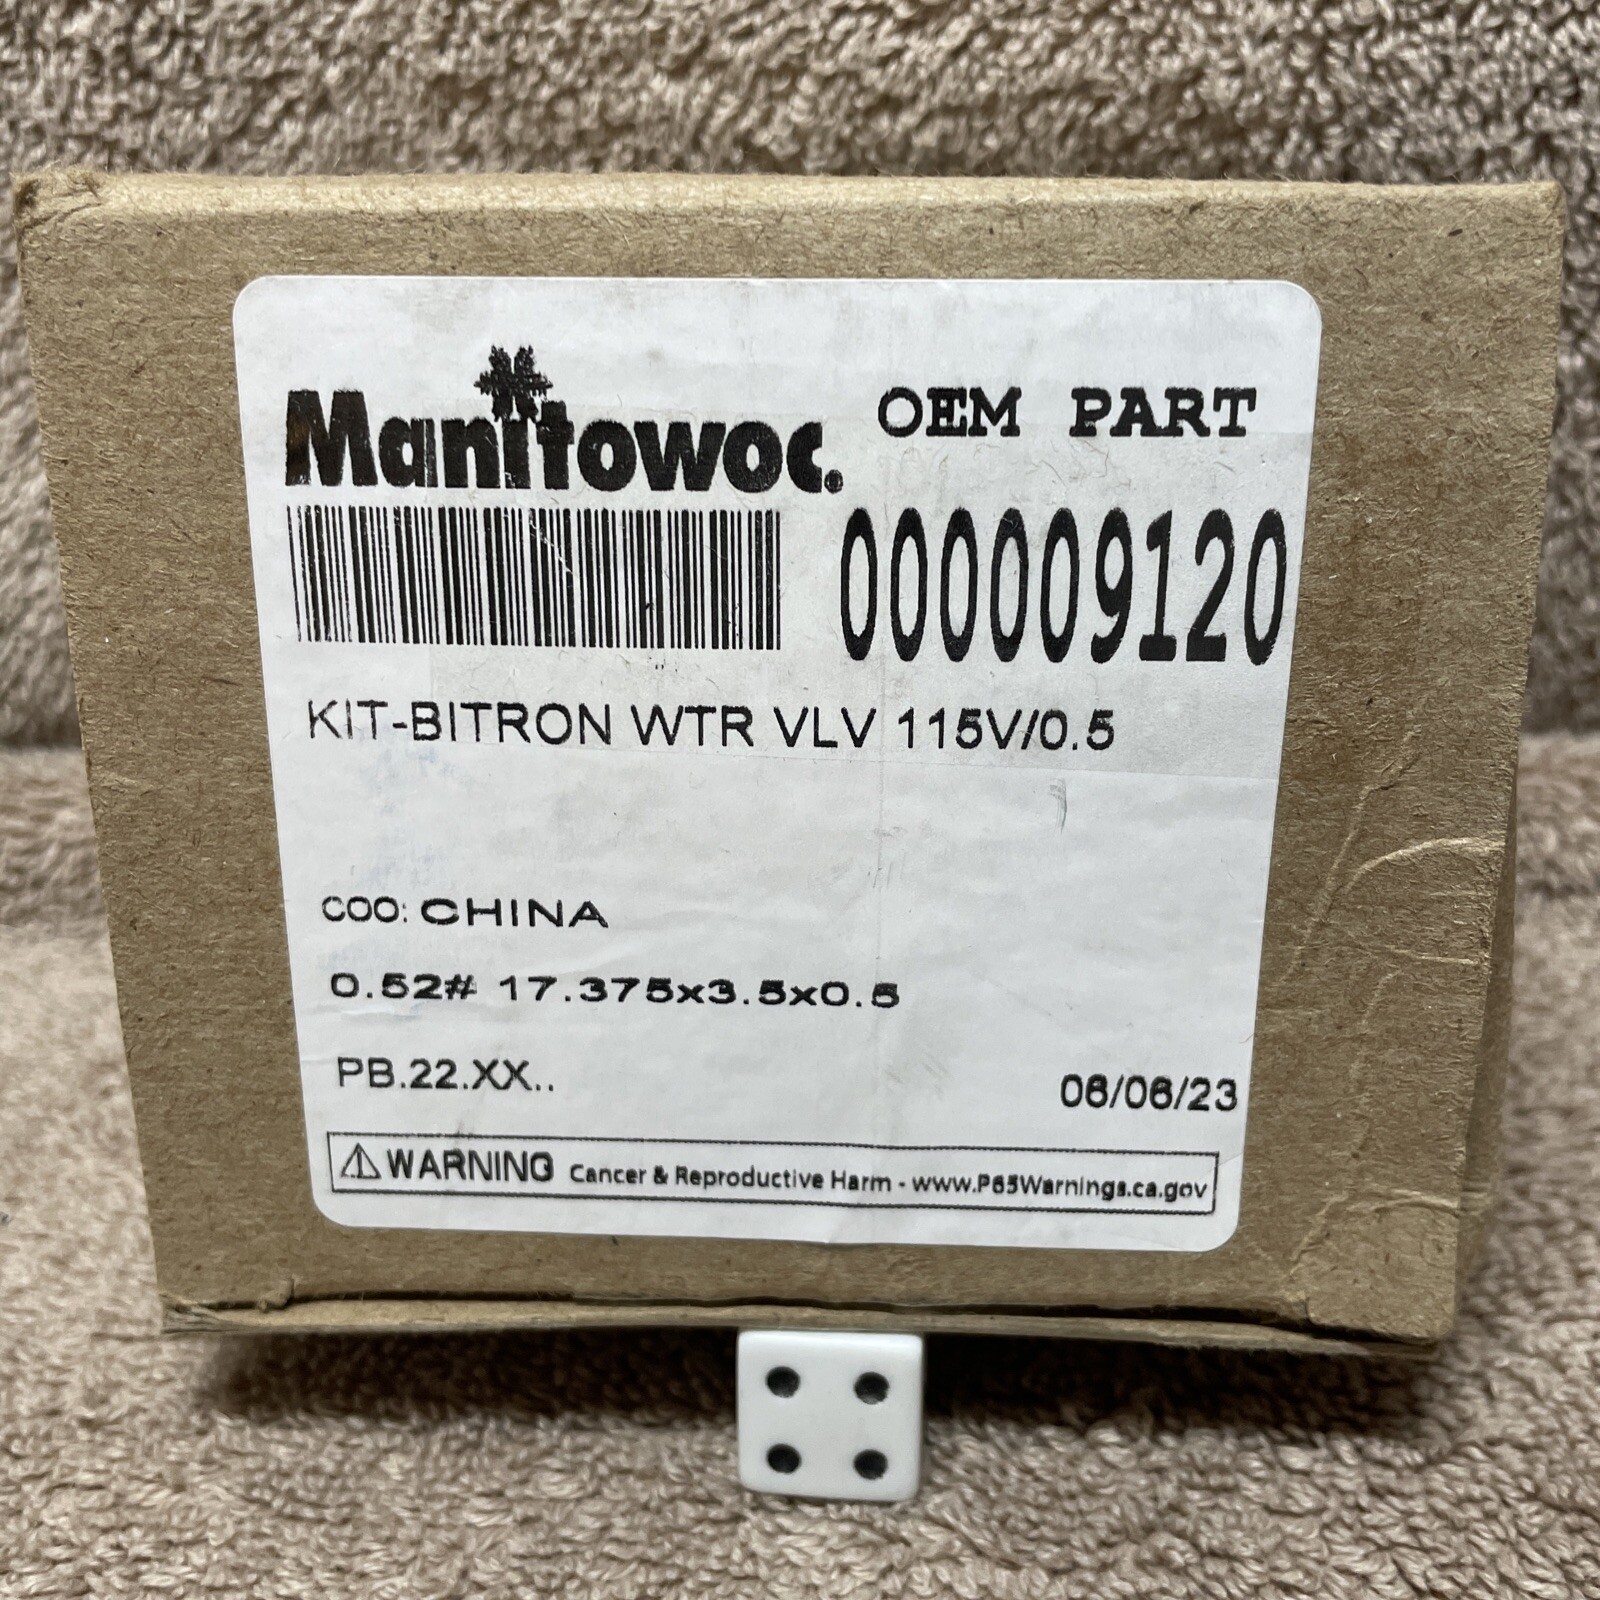 Manitowoc.
OEM PART
000009120
KIT-BITRON WTR VLV 115V/0.5
COO: CHINA
0.52# 17.375x3.5x0.5
PB.22.XX..
06/06/23
⚠ WARNING Cancer & Reproductive Harm - www.P65Warnings.ca.gov